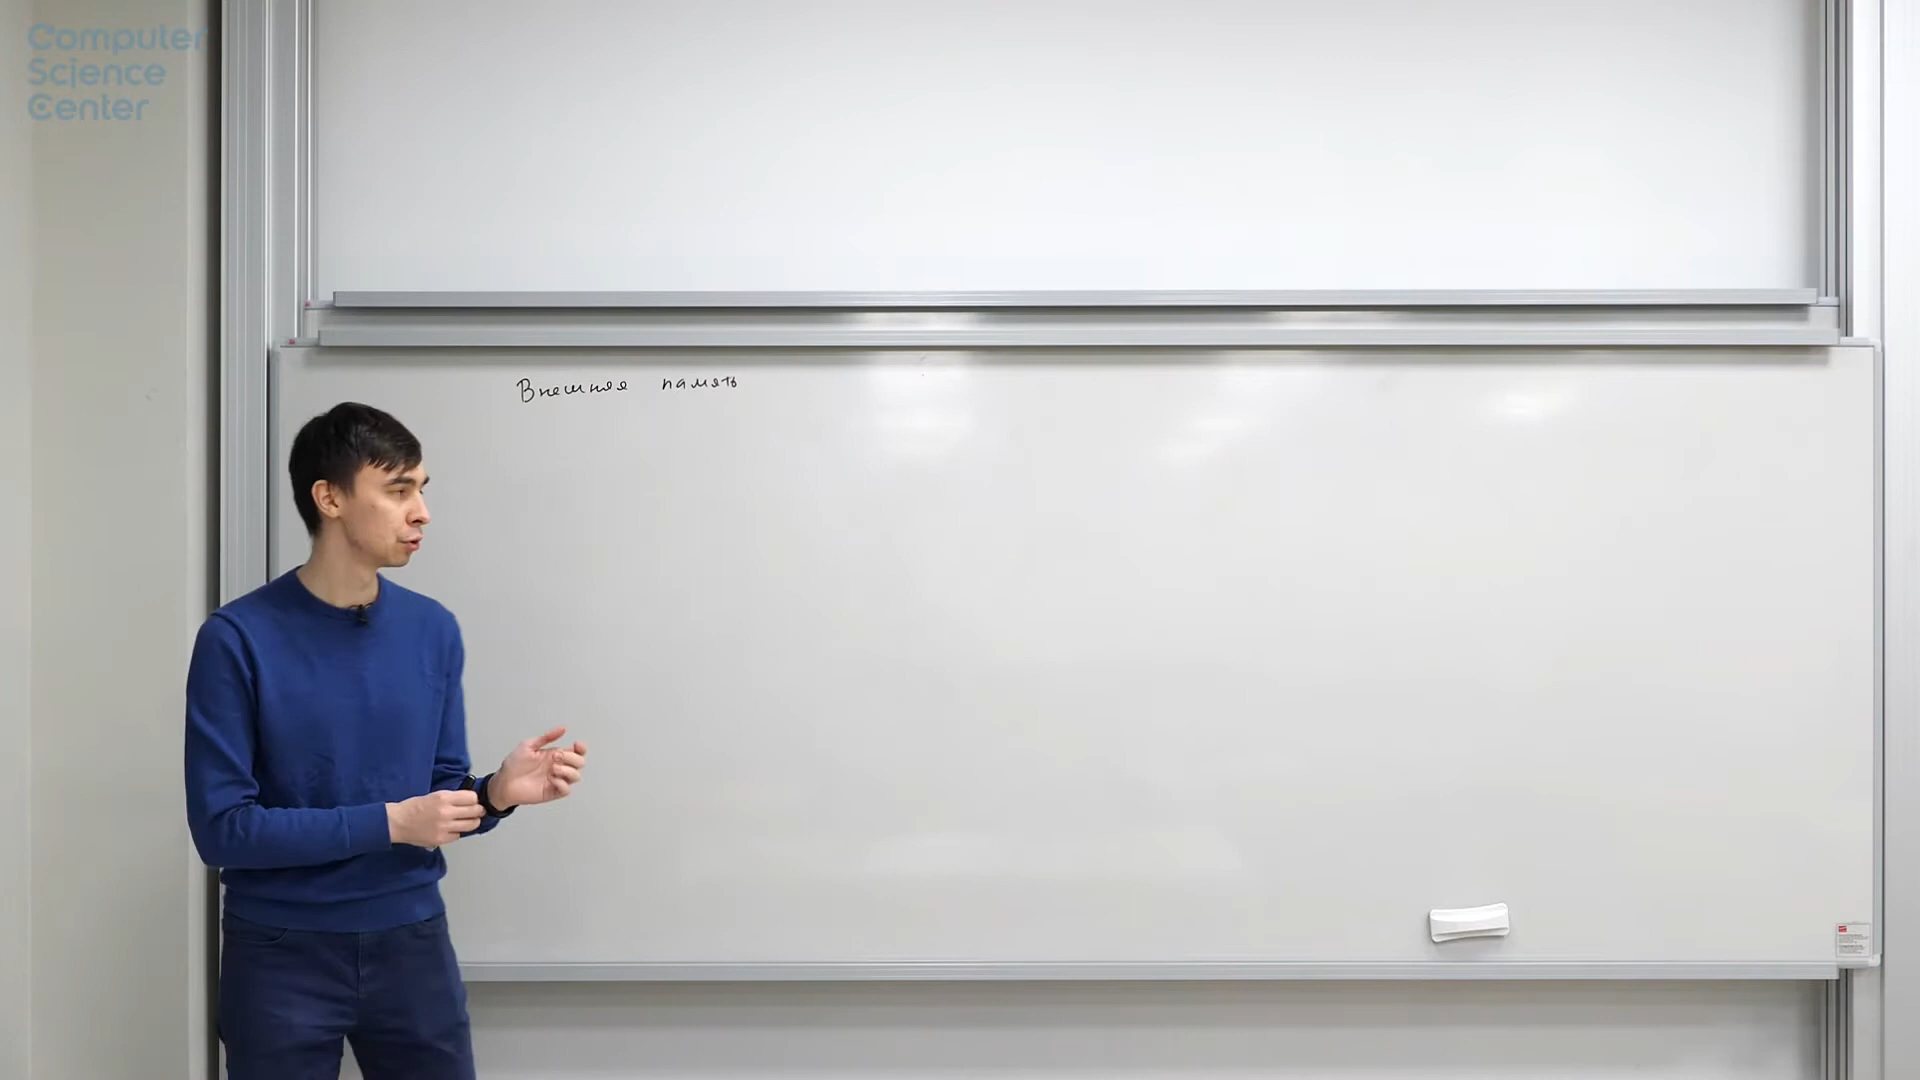 Computer
Science
Center
Внешняя память